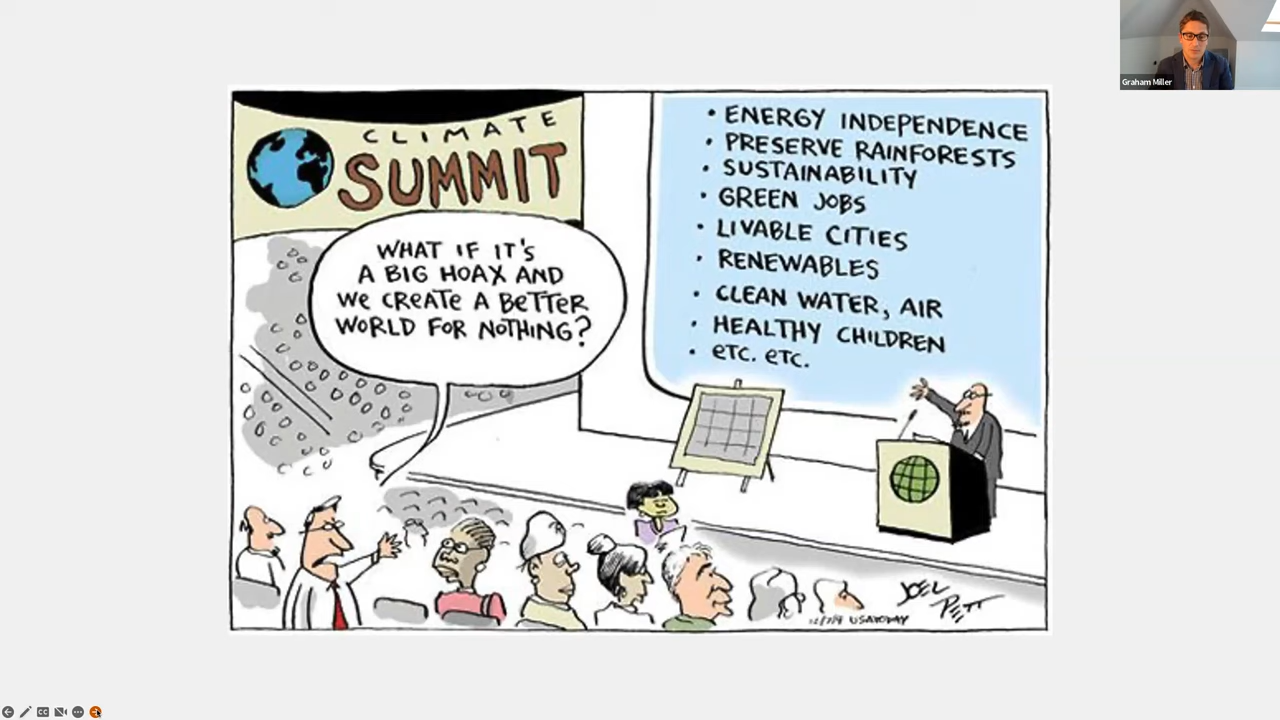 Graham Miller
CLIMATE
SUMMIT
WHAT IF IT'S
A BIG HOAX AND
WE CREATE A BETTER
WORLD FOR NOTHING?
• ENERGY INDEPENDENCE
• PRESERVE RAINFORESTS
• SUSTAINABILITY
• GREEN JOBS
• LIVABLE CITIES
• RENEWABLES
• CLEAN WATER, AIR
• HEALTHY CHILDREN
• ETC. ETC.
JOEL
PETT
USA TODAY
CC